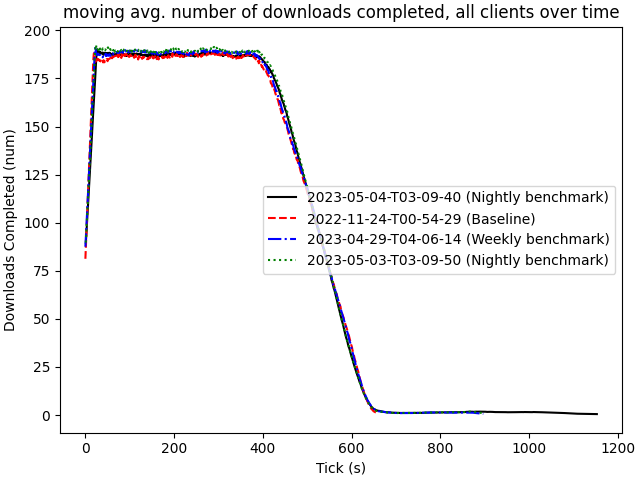 moving avg. number of downloads completed, all clients over time
Downloads Completed (num)
200
175
150
125
100
75
50
25
0
2023-05-04-T03-09-40 (Nightly benchmark)
2022-11-24-T00-54-29 (Baseline)
2023-04-29-T04-06-14 (Weekly benchmark)
2023-05-03-T03-09-50 (Nightly benchmark)
0 200 400 600 800 1000 1200
Tick (s)